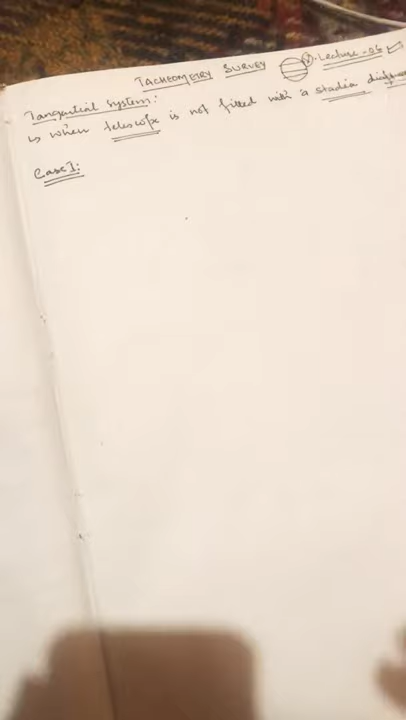 TACHEOMETRY SURVEY Lecture-06
Tangential System:
↳ when telescope is not fitted with a stadia
Case I: